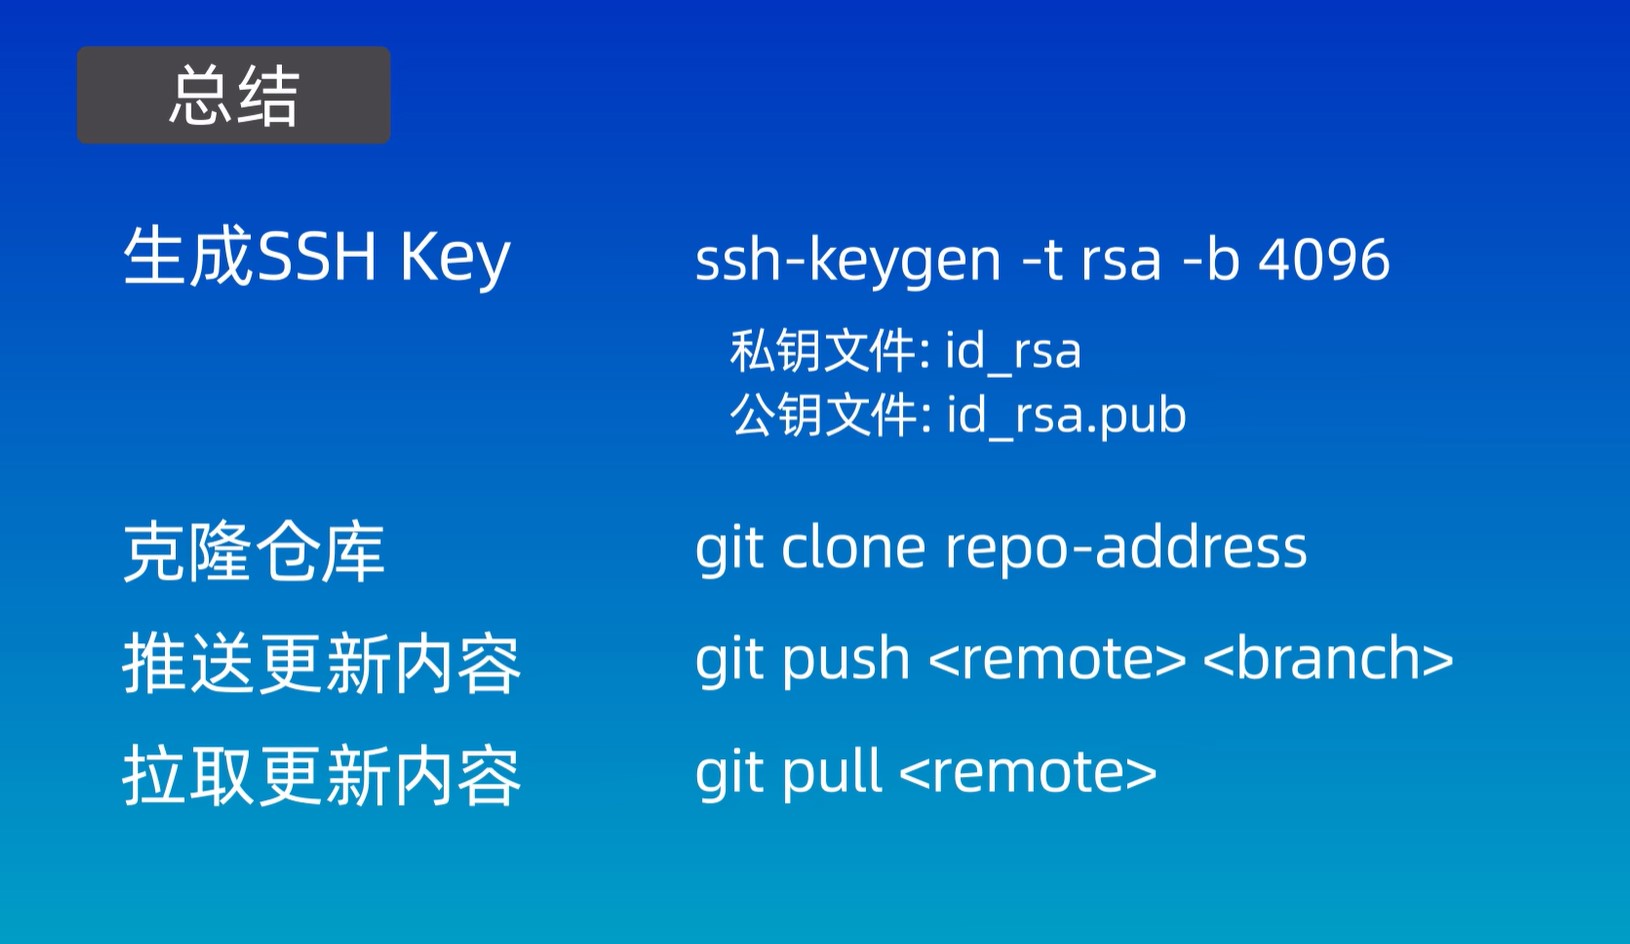 总结
生成SSH Key
ssh-keygen -t rsa -b 4096
私钥文件: id_rsa
公钥文件: id_rsa.pub
克隆仓库
git clone repo-address
推送更新内容
git push <remote> <branch>
拉取更新内容
git pull <remote>